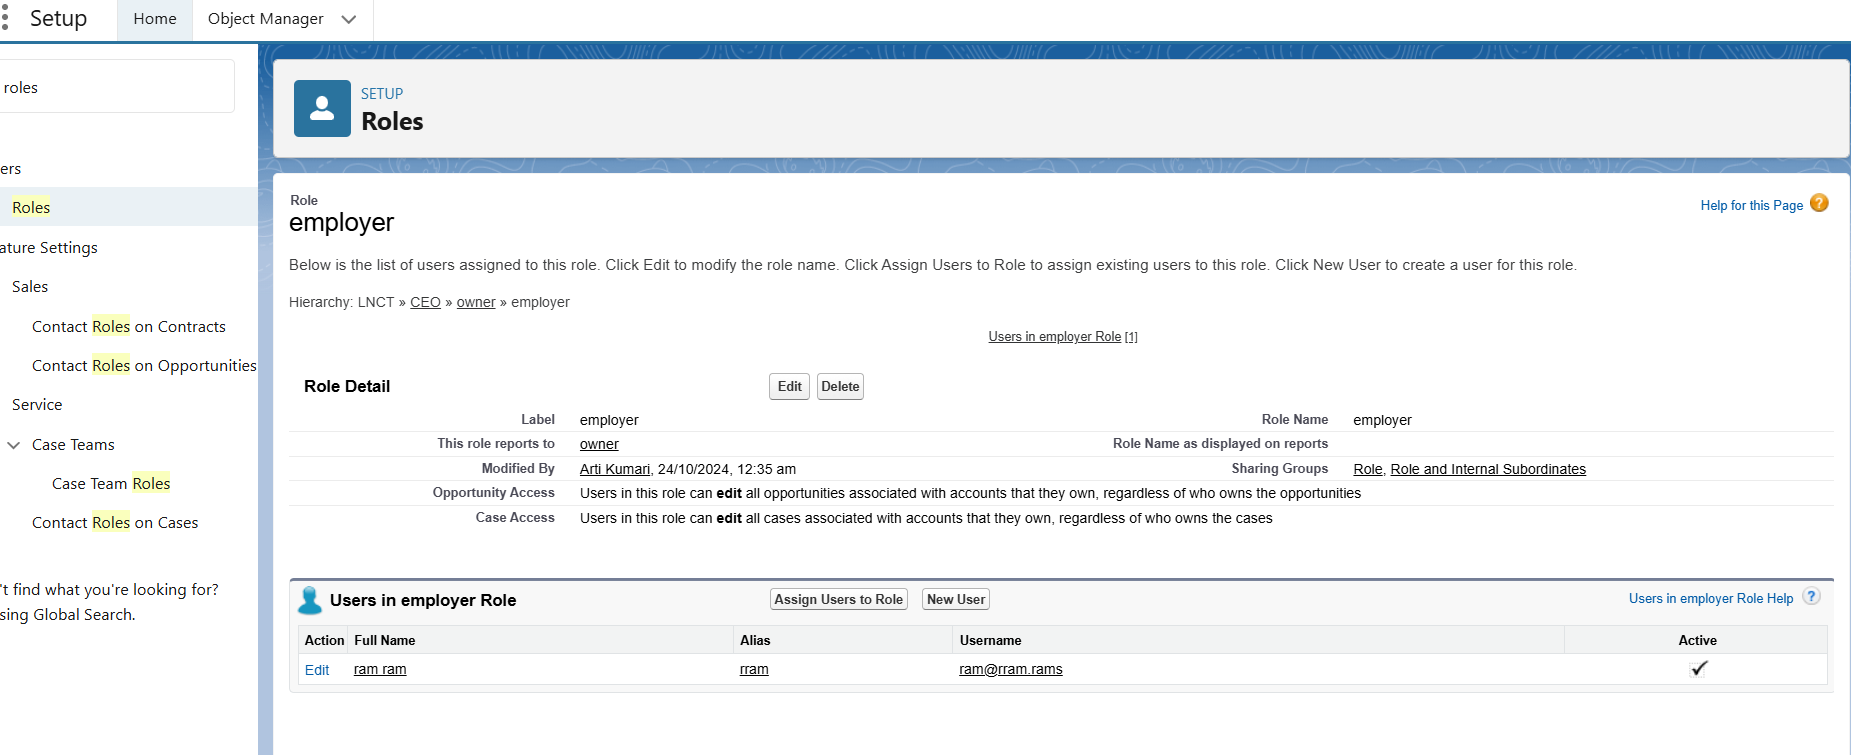 Setup
Home
Object Manager
roles
ers
Roles
ature Settings
Sales
Contact Roles on Contracts
Contact Roles on Opportunities
Service
Case Teams
Case Team Roles
Contact Roles on Cases
't find what you're looking for?
sing Global Search.
SETUP
Roles
Role
employer
Help for this Page ?
Below is the list of users assigned to this role. Click Edit to modify the role name. Click Assign Users to Role to assign existing users to this role. Click New User to create a user for this role.
Hierarchy: LNCT » CEO » owner » employer
Users in employer Role [1]
Role Detail Edit Delete
Label employer Role Name employer
This role reports to owner Role Name as displayed on reports
Modified By Arti Kumari, 24/10/2024, 12:35 am Sharing Groups Role, Role and Internal Subordinates
Opportunity Access Users in this role can edit all opportunities associated with accounts that they own, regardless of who owns the opportunities
Case Access Users in this role can edit all cases associated with accounts that they own, regardless of who owns the cases
Users in employer Role Assign Users to Role New User Users in employer Role Help ?
Action Full Name Alias Username Active
Edit ram ram rram ram@rram.rams